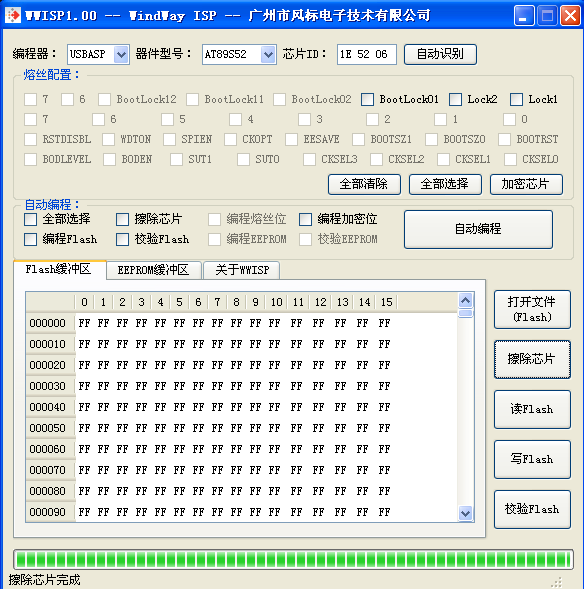 WWISP1.00 -- WindWay ISP -- 广州市风标电子技术有限公司
编程器： USBASP 器件型号： AT89S52 芯片ID： 1E 52 06 自动识别
熔丝配置：
7 6 BootLock12 BootLock11 BootLock02 BootLock01 Lock2 Lock1
7 6 5 4 3 2 1 0
RSTDISBL WDTON SPIEN CKOPT EESAVE BOOTSZ1 BOOTSZ0 BOOTRST
BODLEVEL BODEN SUT1 SUT0 CKSEL3 CKSEL2 CKSEL1 CKSEL0
全部清除 全部选择 加密芯片
自动编程：
全部选择 擦除芯片 编程熔丝位 编程加密位
编程Flash 校验Flash 编程EEPROM 校验EEPROM
自动编程
Flash缓冲区 EEPROM缓冲区 关于WWISP
0 1 2 3 4 5 6 7 8 9 10 11 12 13 14 15
000000 FF FF FF FF FF FF FF FF FF FF FF FF FF FF FF FF
000010 FF FF FF FF FF FF FF FF FF FF FF FF FF FF FF FF
000020 FF FF FF FF FF FF FF FF FF FF FF FF FF FF FF FF
000030 FF FF FF FF FF FF FF FF FF FF FF FF FF FF FF FF
000040 FF FF FF FF FF FF FF FF FF FF FF FF FF FF FF FF
000050 FF FF FF FF FF FF FF FF FF FF FF FF FF FF FF FF
000060 FF FF FF FF FF FF FF FF FF FF FF FF FF FF FF FF
000070 FF FF FF FF FF FF FF FF FF FF FF FF FF FF FF FF
000080 FF FF FF FF FF FF FF FF FF FF FF FF FF FF FF FF
000090 FF FF FF FF FF FF FF FF FF FF FF FF FF FF FF FF
打开文件
(Flash)
擦除芯片
读Flash
写Flash
校验Flash
擦除芯片完成